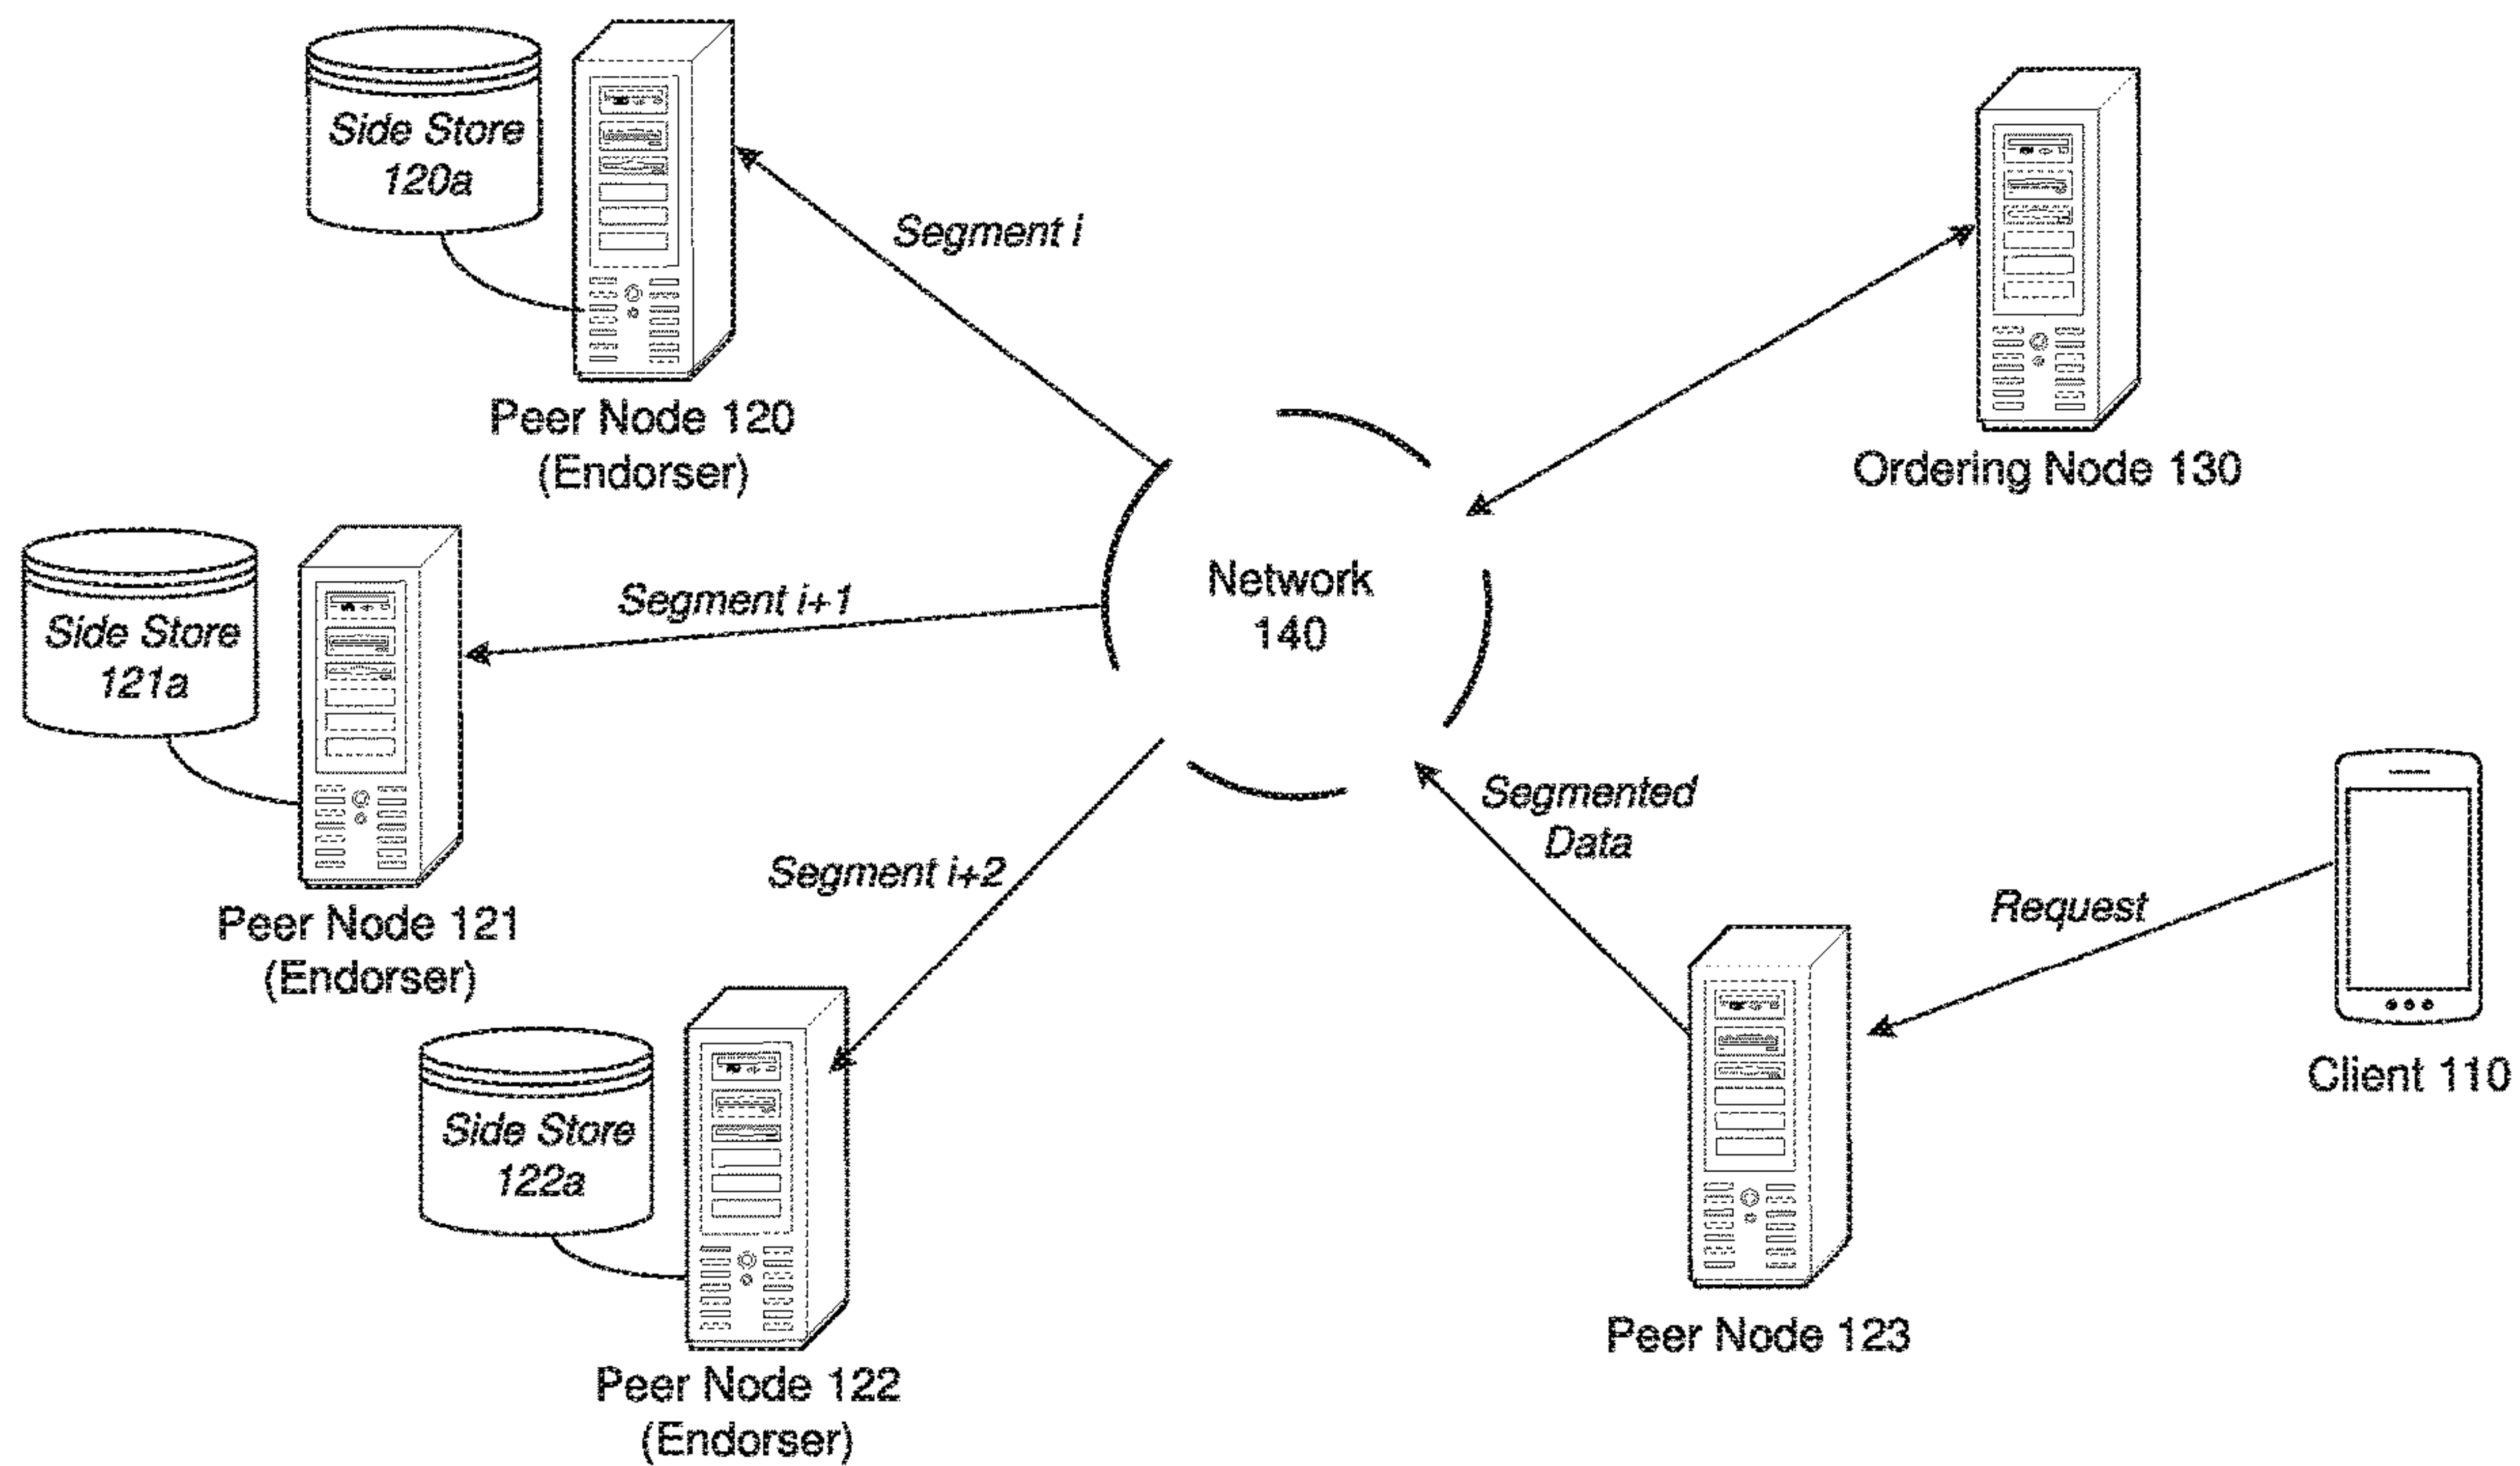 Side Store
120a
Segment i
Peer Node 120
(Endorser)
Ordering Node 130
Side Store
121a
Segment i+1
Network
140
Peer Node 121
(Endorser)
Segmented
Data
Segment i+2
Request
Client 110
Side Store
122a
Peer Node 122
(Endorser)
Peer Node 123